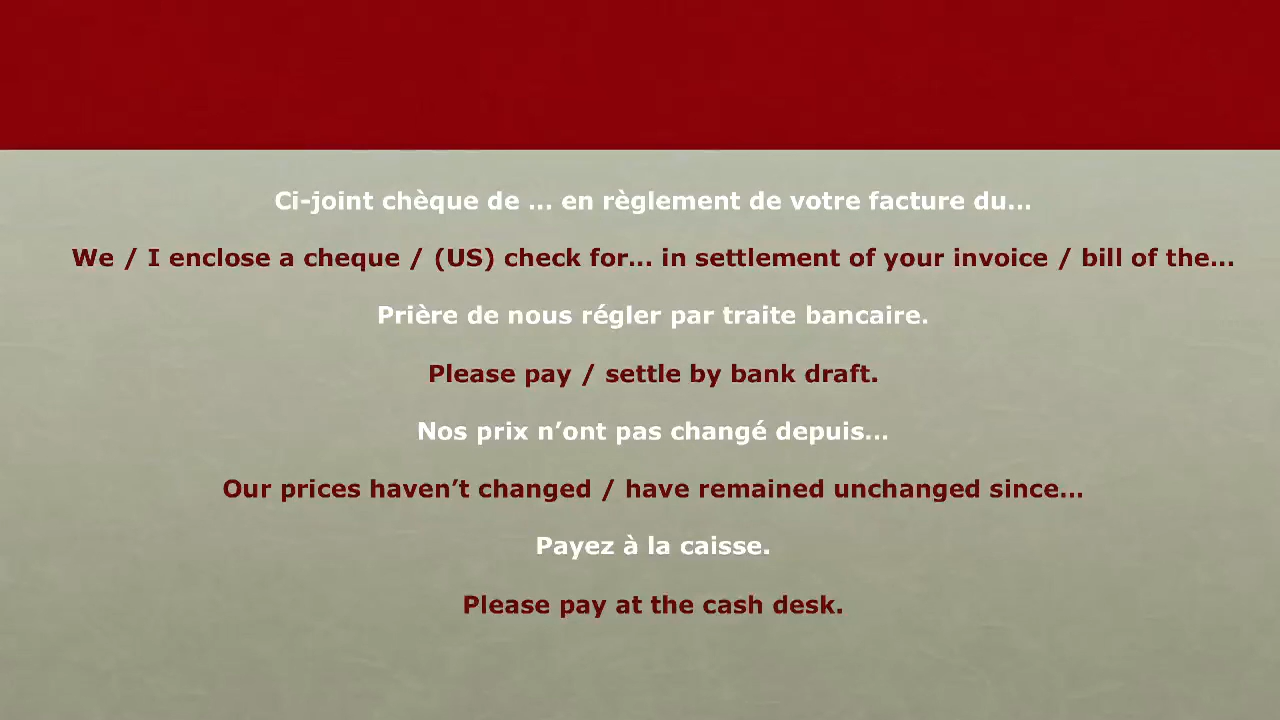 Ci-joint chèque de … en règlement de votre facture du…
We / I enclose a cheque / (US) check for… in settlement of your invoice / bill of the…
Prière de nous régler par traite bancaire.
Please pay / settle by bank draft.
Nos prix n’ont pas changé depuis…
Our prices haven’t changed / have remained unchanged since…
Payez à la caisse.
Please pay at the cash desk.